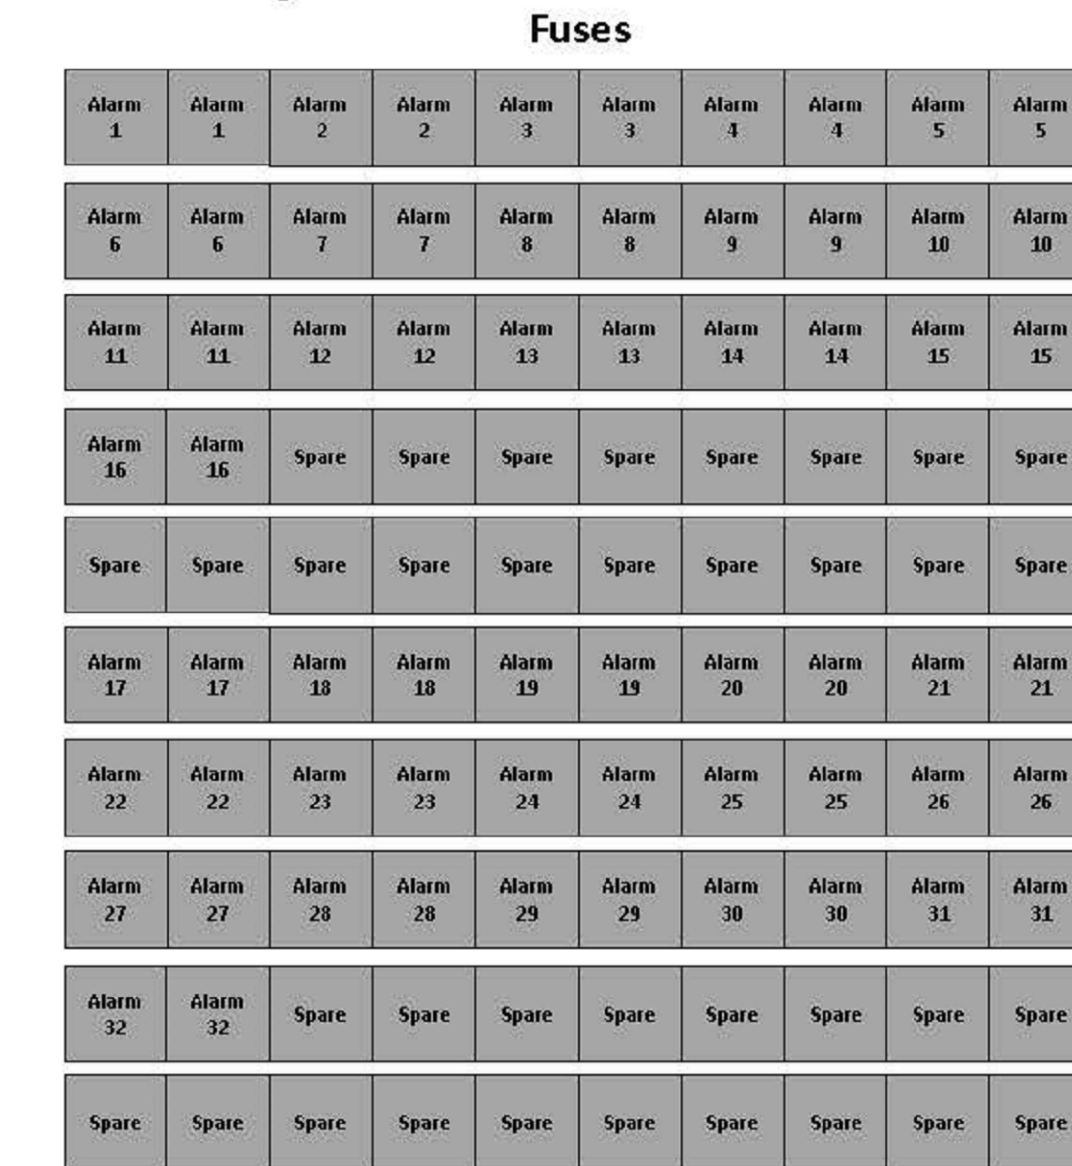 Fuses
Alarm Alarm Alarm Alarm Alarm Alarm Alarm Alarm Alarm Alarm
1 1 2 2 3 3 4 4 5 5
Alarm Alarm Alarm Alarm Alarm Alarm Alarm Alarm Alarm Alarm
6 6 7 7 8 8 9 9 10 10
Alarm Alarm Alarm Alarm Alarm Alarm Alarm Alarm Alarm Alarm
11 11 12 12 13 13 14 14 15 15
Alarm Alarm Spare Spare Spare Spare Spare Spare Spare Spare
16 16
Spare Spare Spare Spare Spare Spare Spare Spare Spare Spare
Alarm Alarm Alarm Alarm Alarm Alarm Alarm Alarm Alarm Alarm
17 17 18 18 19 19 20 20 21 21
Alarm Alarm Alarm Alarm Alarm Alarm Alarm Alarm Alarm Alarm
22 22 23 23 24 24 25 25 26 26
Alarm Alarm Alarm Alarm Alarm Alarm Alarm Alarm Alarm Alarm
27 27 28 28 29 29 30 30 31 31
Alarm Alarm Spare Spare Spare Spare Spare Spare Spare Spare
32 32
Spare Spare Spare Spare Spare Spare Spare Spare Spare Spare